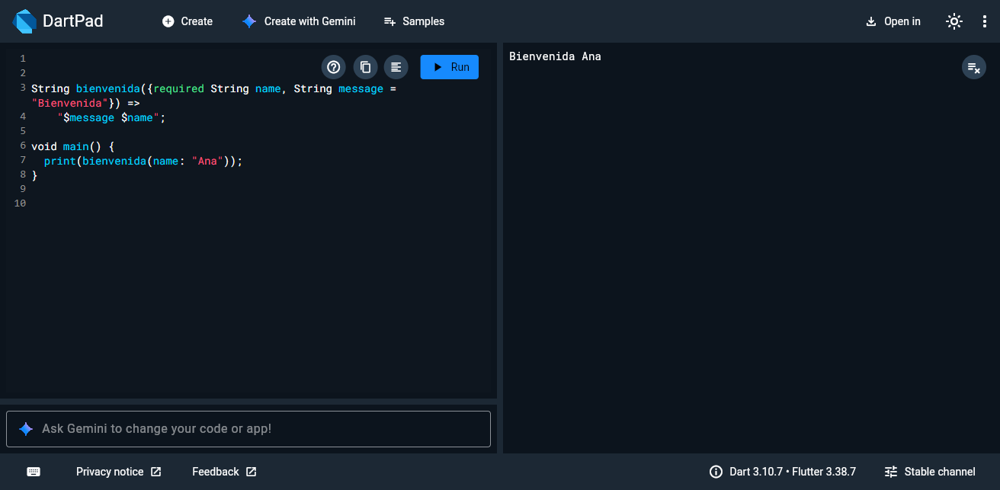 DartPad
Create
Create with Gemini
Samples
Open in
Run
1
2
3 String bienvenida({required String name, String message =
"Bienvenida"}) =>
4     "$message $name";
5
6 void main() {
7   print(bienvenida(name: "Ana"));
8 }
9
10
Bienvenida Ana
Ask Gemini to change your code or app!
Privacy notice
Feedback
Dart 3.10.7 • Flutter 3.38.7
Stable channel